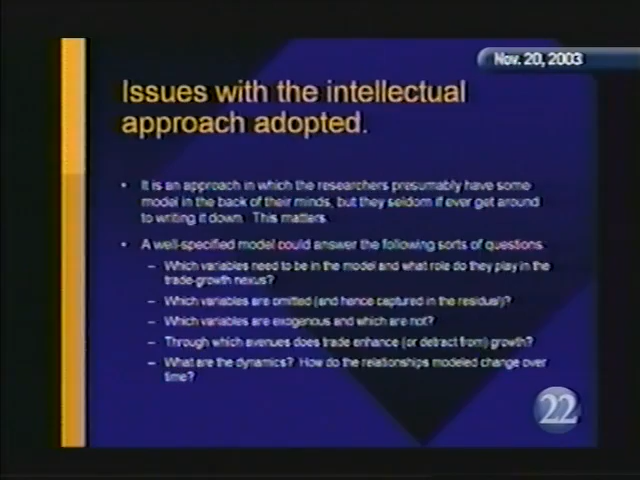 Nov. 20, 2003
Issues with the intellectual
approach adopted.
• It is an approach in which the researchers presumably have some
model in the back of their minds, but they seldom if ever get around
to writing it down. This matters.
• A well-specified model could answer the following sorts of questions:
– Which variables need to be in the model and what role do they play in the
trade-growth nexus?
– Which variables are omitted (and hence captured in the residual)?
– Which variables are exogenous and which are not?
– Through which avenues does trade enhance (or detract from) growth?
– What are the dynamics? How do the relationships modeled change over
time?
22